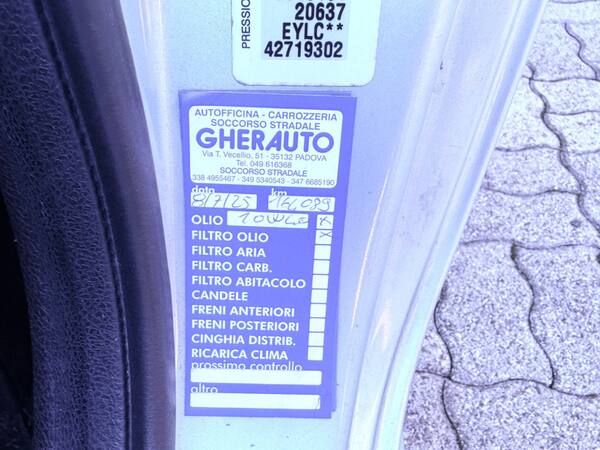 PRESSIO
20637
EYLC**
42719302
AUTOFFICINA - CARROZZERIA
SOCCORSO STRADALE
GHERAUTO
Via T. Vecellio, 51 - 35132 PADOVA
Tel. 049 616368
SOCCORSO STRADALE
338 4955467 - 349 5340543 - 347 6685190
data km
8/7/25
OLIO 10W40 x
FILTRO OLIO x
FILTRO ARIA
FILTRO CARB.
FILTRO ABITACOLO
CANDELE
FRENI ANTERIORI
FRENI POSTERIORI
CINGHIA DISTRIB.
RICARICA CLIMA
prossimo controllo
altro